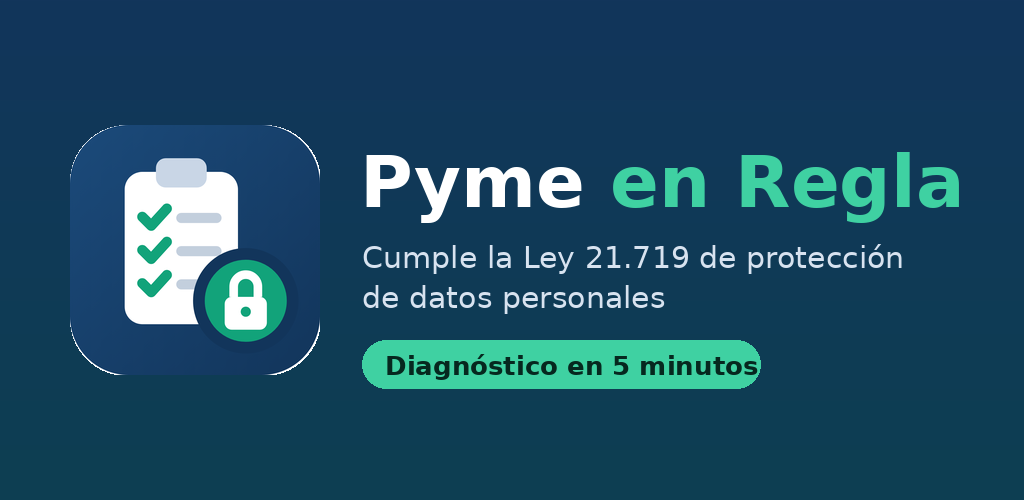 Pyme en Regla
Cumple la Ley 21.719 de protección
de datos personales
Diagnóstico en 5 minutos